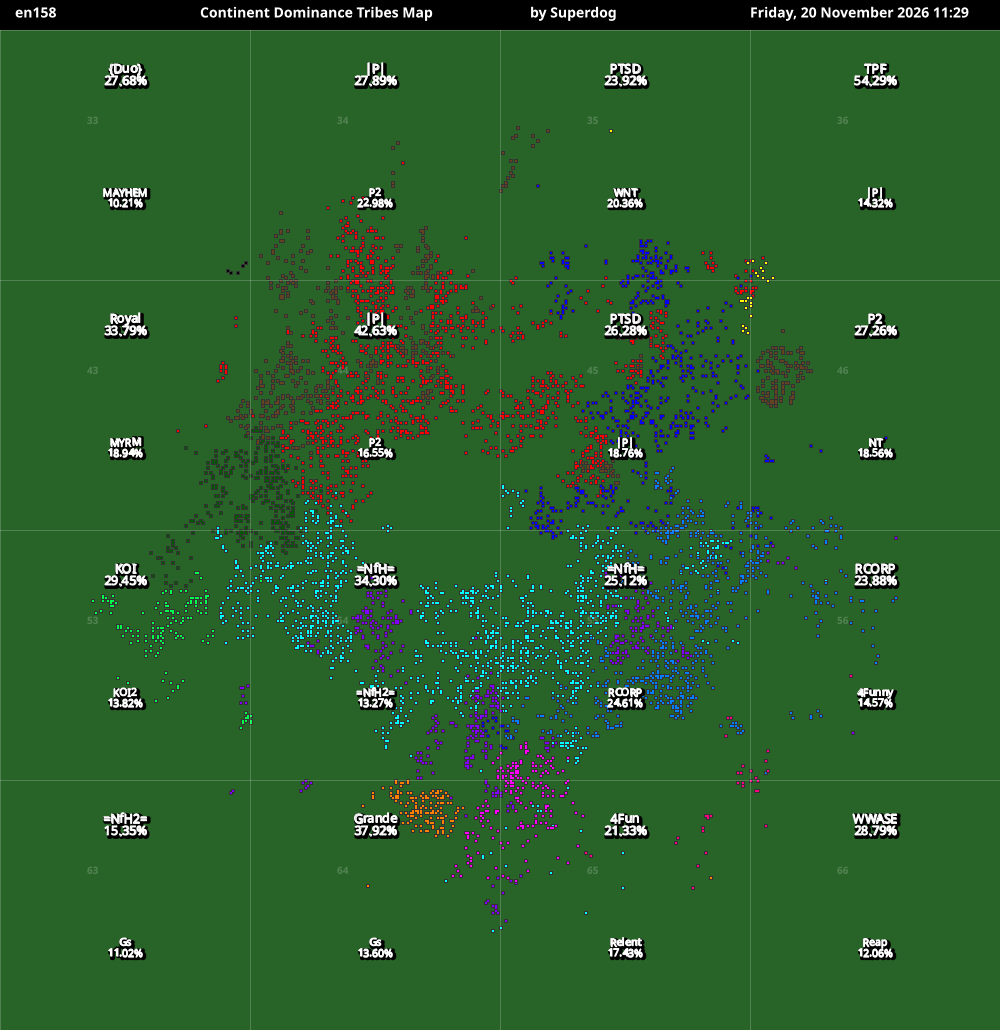 en158 Continent Dominance Tribes Map by Superdog Friday, 20 November 2026 11:29
{Duo} |P| PTSD TPF
27.68% 27.89% 23.92% 54.29%
33 34 35 36
MAYHEM P2 WNT |P|
10.21% 22.98% 20.36% 14.32%
Royal |P| PTSD P2
33.79% 42.63% 26.28% 27.26%
43 44 45 46
MYRM P2 |P| NT
18.94% 16.55% 18.76% 18.56%
KOI =NfH= =NfH= RCORP
29.45% 34.30% 25.12% 23.88%
53 54 55 56
KOI2 =NfH2= RCORP 4Funny
13.82% 13.27% 24.61% 14.57%
=NfH2= Grande 4Fun WWASE
15.35% 37.92% 21.33% 28.79%
63 64 65 66
Gs Gs Relent Reap
11.02% 13.60% 17.43% 12.06%